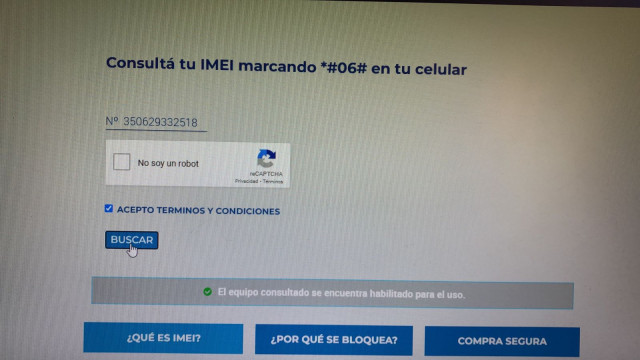 Consultá tu IMEI marcando *#06# en tu celular
Nº 350629332518
No soy un robot
reCAPTCHA
Privacidad - Términos
ACEPTO TERMINOS Y CONDICIONES
BUSCAR
El equipo consultado se encuentra habilitado para el uso.
¿QUÉ ES IMEI?
¿POR QUÉ SE BLOQUEA?
COMPRA SEGURA